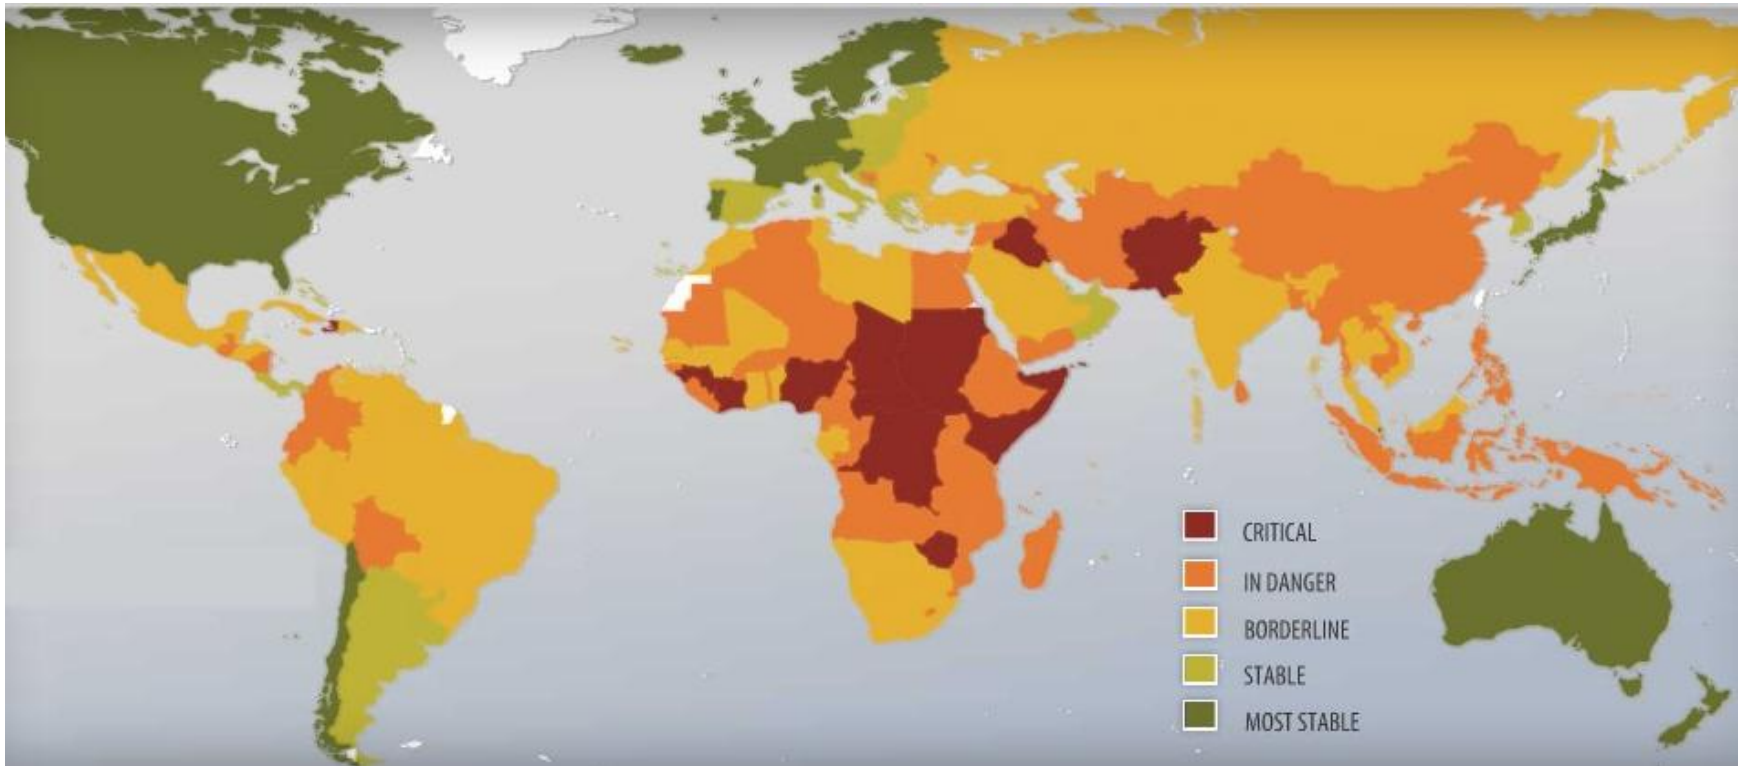 CRITICAL
IN DANGER
BORDERLINE
STABLE
MOST STABLE